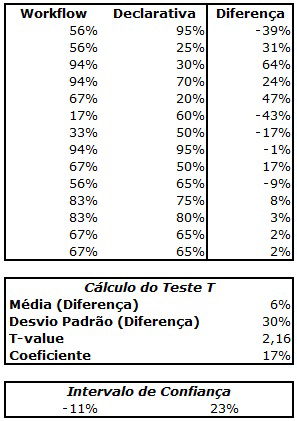 Workflow Declarativa Diferença
56% 95% -39%
56% 25% 31%
94% 30% 64%
94% 70% 24%
67% 20% 47%
17% 60% -43%
33% 50% -17%
94% 95% -1%
67% 50% 17%
56% 65% -9%
83% 75% 8%
83% 80% 3%
67% 65% 2%
67% 65% 2%
Cálculo do Teste T
Média (Diferença) 6%
Desvio Padrão (Diferença) 30%
T-value 2,16
Coeficiente 17%
Intervalo de Confiança
-11% 23%